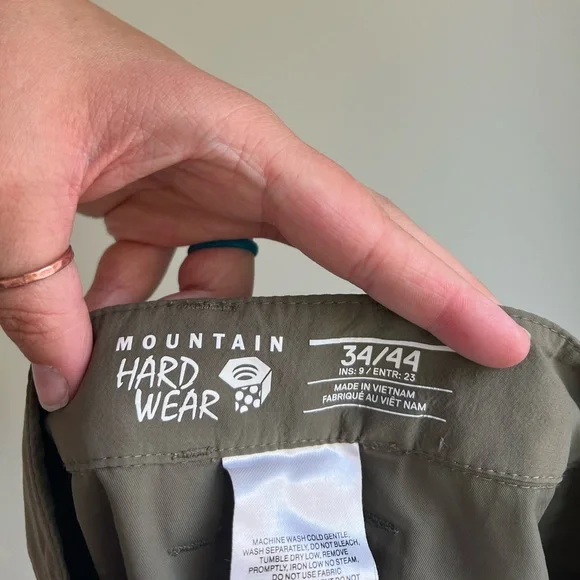 MOUNTAIN
HARD
WEAR
34/44
INS: 9 / ENTR: 23
MADE IN VIETNAM
FABRIQUÉ AU VIÊT NAM
MACHINE WASH COLD GENTLE,
WASH SEPARATELY, DO NOT BLEACH,
TUMBLE DRY LOW, REMOVE
PROMPTLY, IRON LOW NO STEAM,
DO NOT USE FABRIC